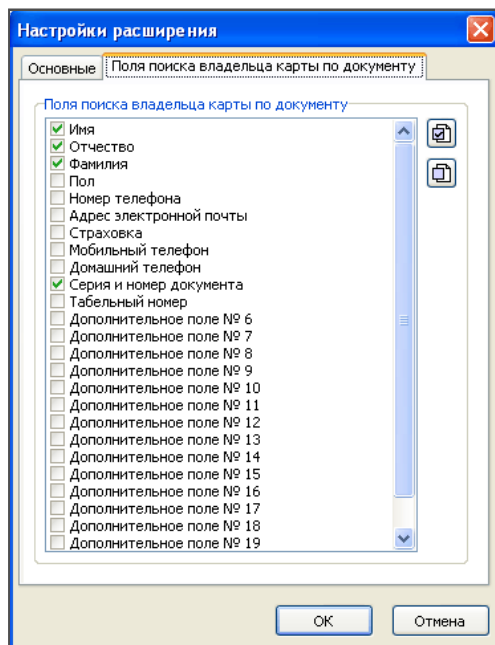 Настройки расширения
Основные
Поля поиска владельца карты по документу
Поля поиска владельца карты по документу
Имя
Отчество
Фамилия
Пол
Номер телефона
Адрес электронной почты
Страховка
Мобильный телефон
Домашний телефон
Серия и номер документа
Табельный номер
Дополнительное поле № 6
Дополнительное поле № 7
Дополнительное поле № 8
Дополнительное поле № 9
Дополнительное поле № 10
Дополнительное поле № 11
Дополнительное поле № 12
Дополнительное поле № 13
Дополнительное поле № 14
Дополнительное поле № 15
Дополнительное поле № 16
Дополнительное поле № 17
Дополнительное поле № 18
Дополнительное поле № 19
ОК
Отмена